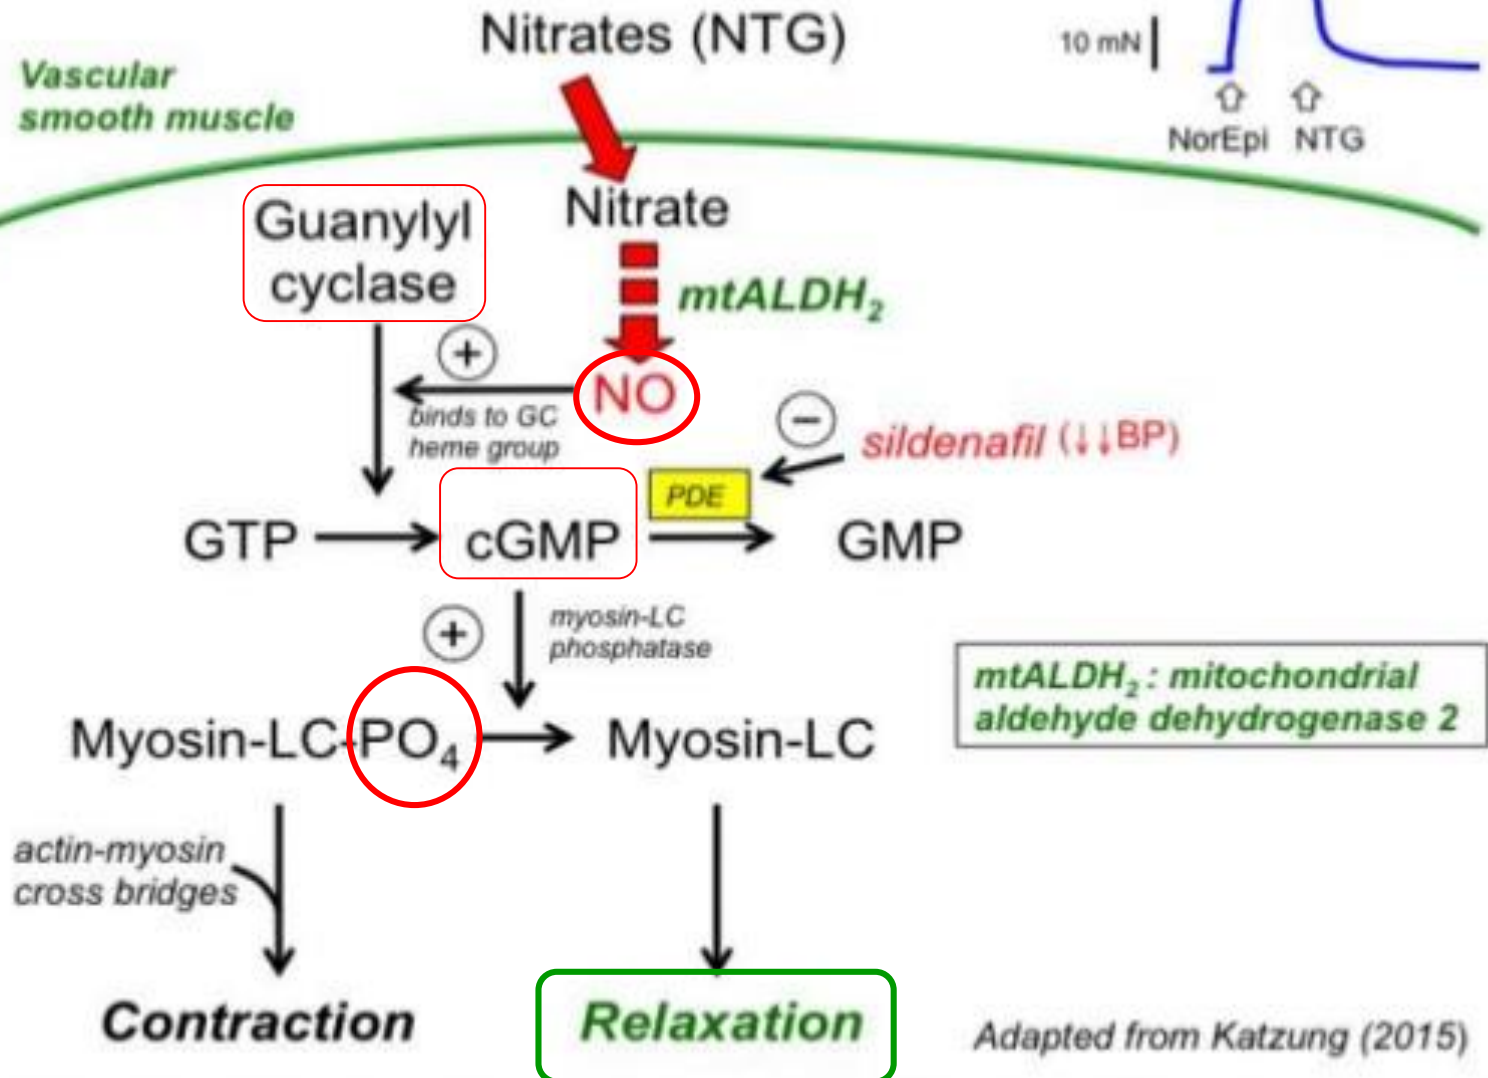 Nitrates (NTG)
10 mN
Vascular
smooth muscle
NorEpi NTG
Guanylyl
cyclase
Nitrate
mtALDH₂
+
NO
binds to GC
heme group
−
sildenafil (↓↓BP)
PDE
GTP
cGMP
GMP
+
myosin-LC
phosphatase
mtALDH₂ : mitochondrial
aldehyde dehydrogenase 2
Myosin-LC-PO₄
Myosin-LC
actin-myosin
cross bridges
Contraction
Relaxation
Adapted from Katzung (2015)